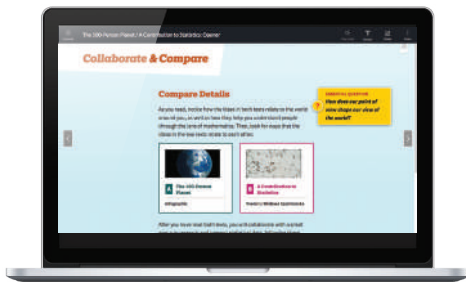 The 100-Person Planet / A Contribution to Statistics: Opener
Collaborate & Compare
Compare Details
As you read, notice how the ideas in both texts relate to the world
around you, as well as how they help you understand people
through the lens of mathematics. Then, look for ways that the
ideas in the two texts relate to each other.
ESSENTIAL QUESTION:
How does our point of
view shape our view of
the world?
A The 100-Person
Planet
Infographic
B A Contribution to
Statistics
Poem by Wisława Szymborska
After you have read both texts, you will collaborate with a small